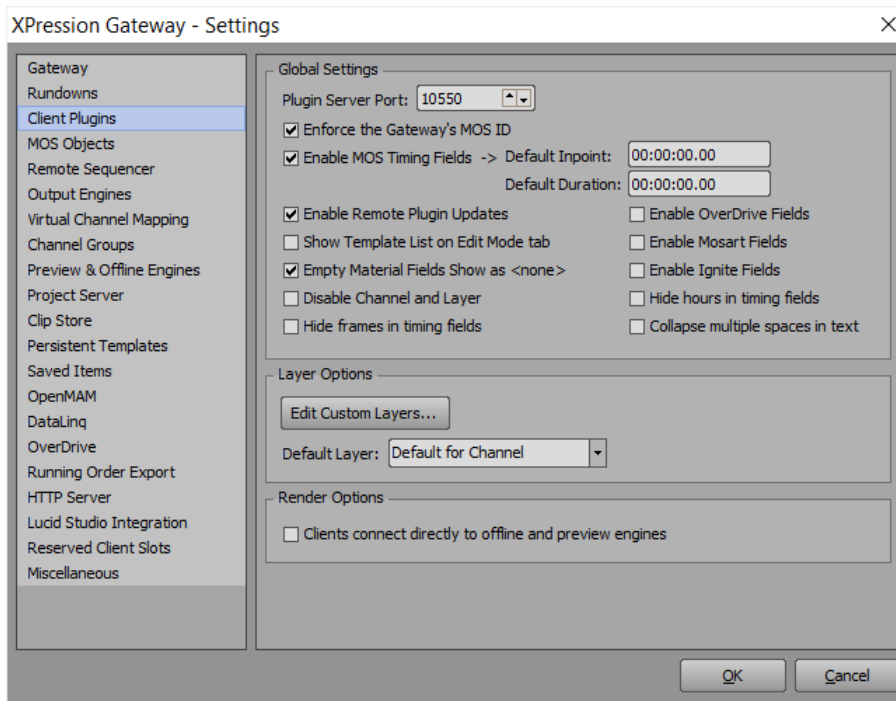 XPression Gateway - Settings
Gateway
Rundowns
Client Plugins
MOS Objects
Remote Sequencer
Output Engines
Virtual Channel Mapping
Channel Groups
Preview & Offline Engines
Project Server
Clip Store
Persistent Templates
Saved Items
OpenMAM
DataLinq
OverDrive
Running Order Export
HTTP Server
Lucid Studio Integration
Reserved Client Slots
Miscellaneous
Global Settings
Plugin Server Port: 10550
Enforce the Gateway's MOS ID
Enable MOS Timing Fields -> Default Inpoint: 00:00:00.00
Default Duration: 00:00:00.00
Enable Remote Plugin Updates
Enable OverDrive Fields
Show Template List on Edit Mode tab
Enable Mosart Fields
Empty Material Fields Show as <none>
Enable Ignite Fields
Disable Channel and Layer
Hide hours in timing fields
Hide frames in timing fields
Collapse multiple spaces in text
Layer Options
Edit Custom Layers...
Default Layer: Default for Channel
Render Options
Clients connect directly to offline and preview engines
OK
Cancel